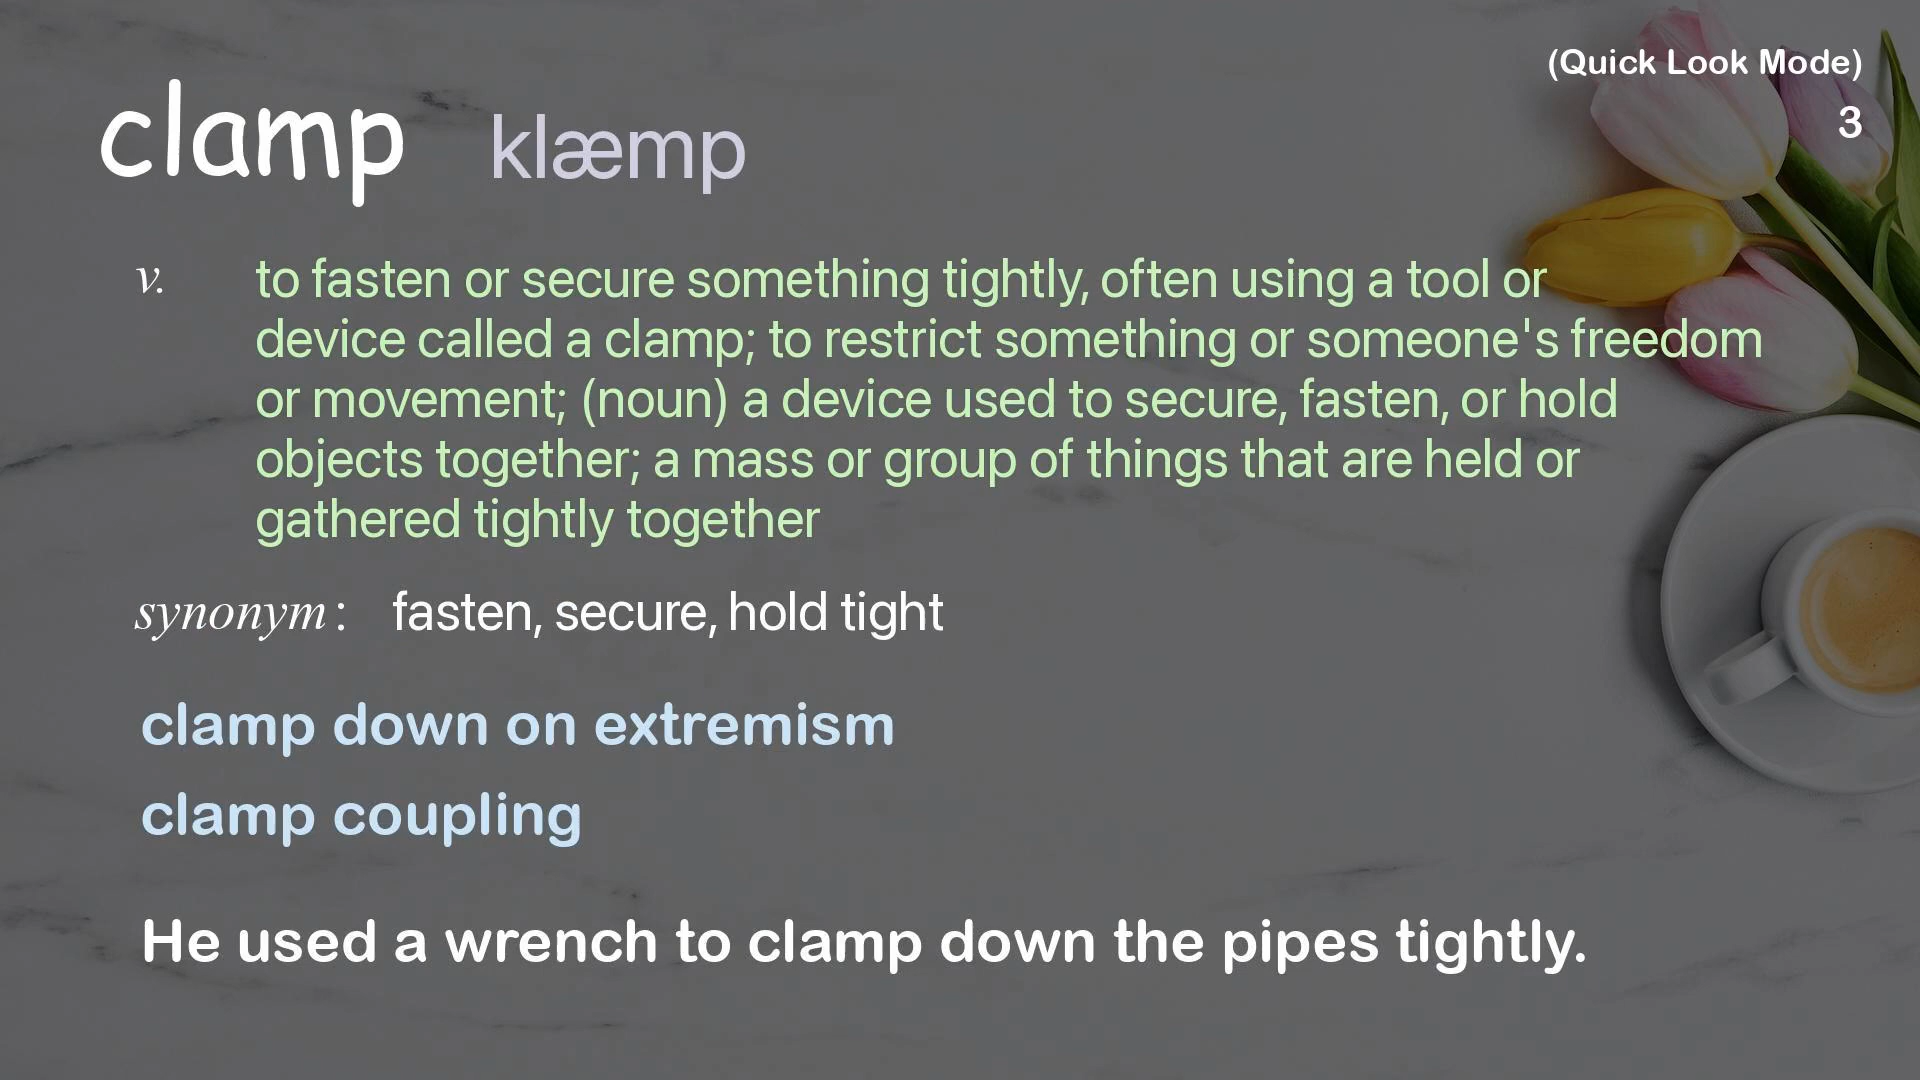 (Quick Look Mode)
3
clamp klæmp
v. to fasten or secure something tightly, often using a tool or
device called a clamp; to restrict something or someone's freedom
or movement; (noun) a device used to secure, fasten, or hold
objects together; a mass or group of things that are held or
gathered tightly together
synonym: fasten, secure, hold tight
clamp down on extremism
clamp coupling
He used a wrench to clamp down the pipes tightly.